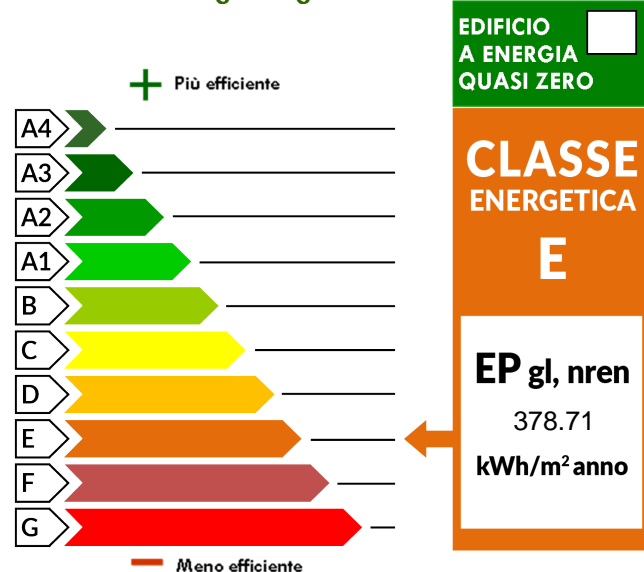 EDIFICIO
A ENERGIA
QUASI ZERO
Più efficiente
A4
A3
A2
A1
B
C
D
E
F
G
Meno efficiente
CLASSE
ENERGETICA
E
EP gl, nren
378.71
kWh/m² anno